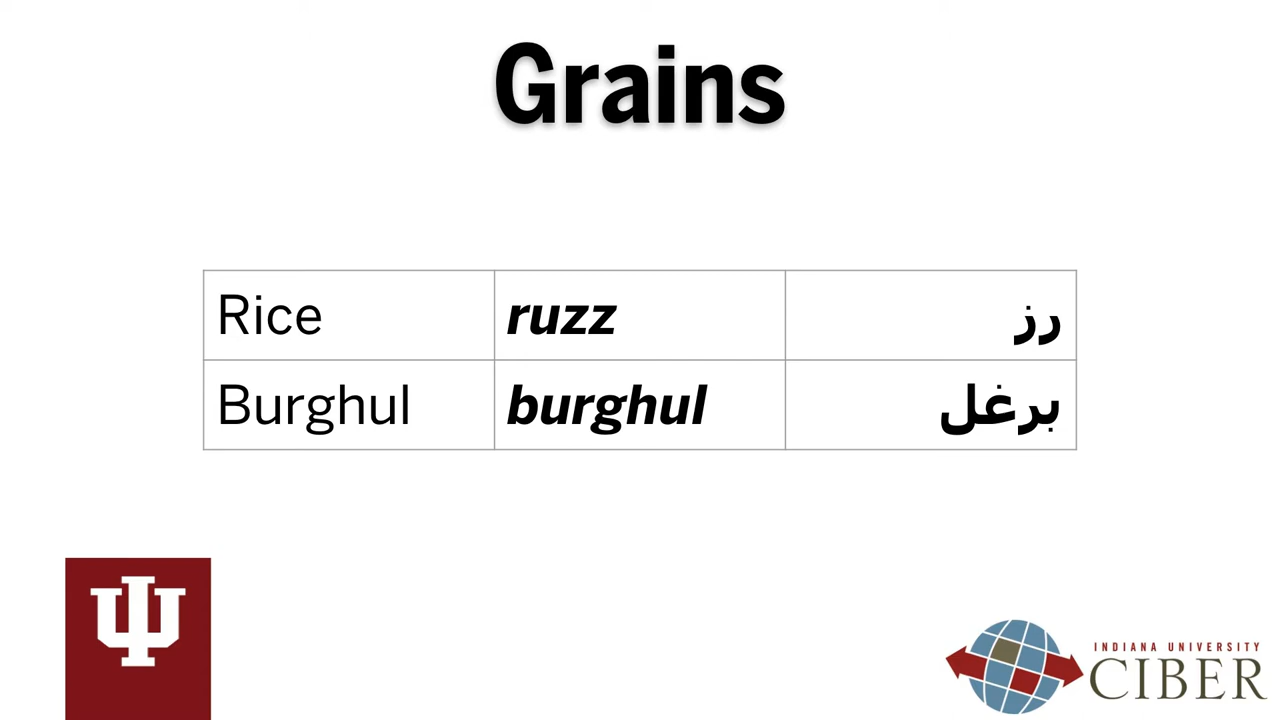 Grains
Rice ruzz رز
Burghul burghul برغل
INDIANA UNIVERSITY
CIBER